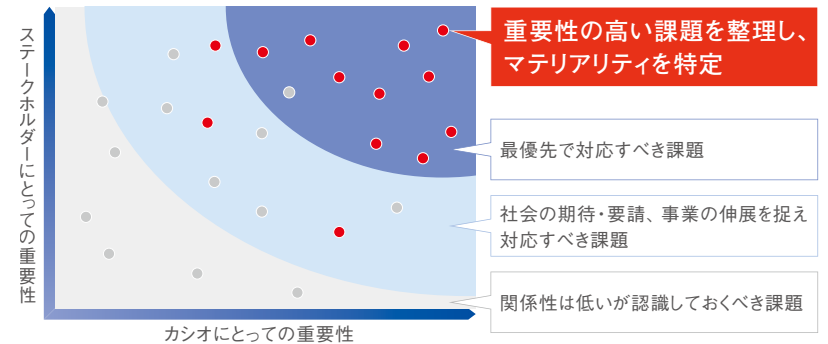 重要性の高い課題を整理し、
マテリアリティを特定
ステークホルダーにとっての重要性
最優先で対応すべき課題
社会の期待・要請、事業の伸展を捉え
対応すべき課題
関係性は低いが認識しておくべき課題
カシオにとっての重要性